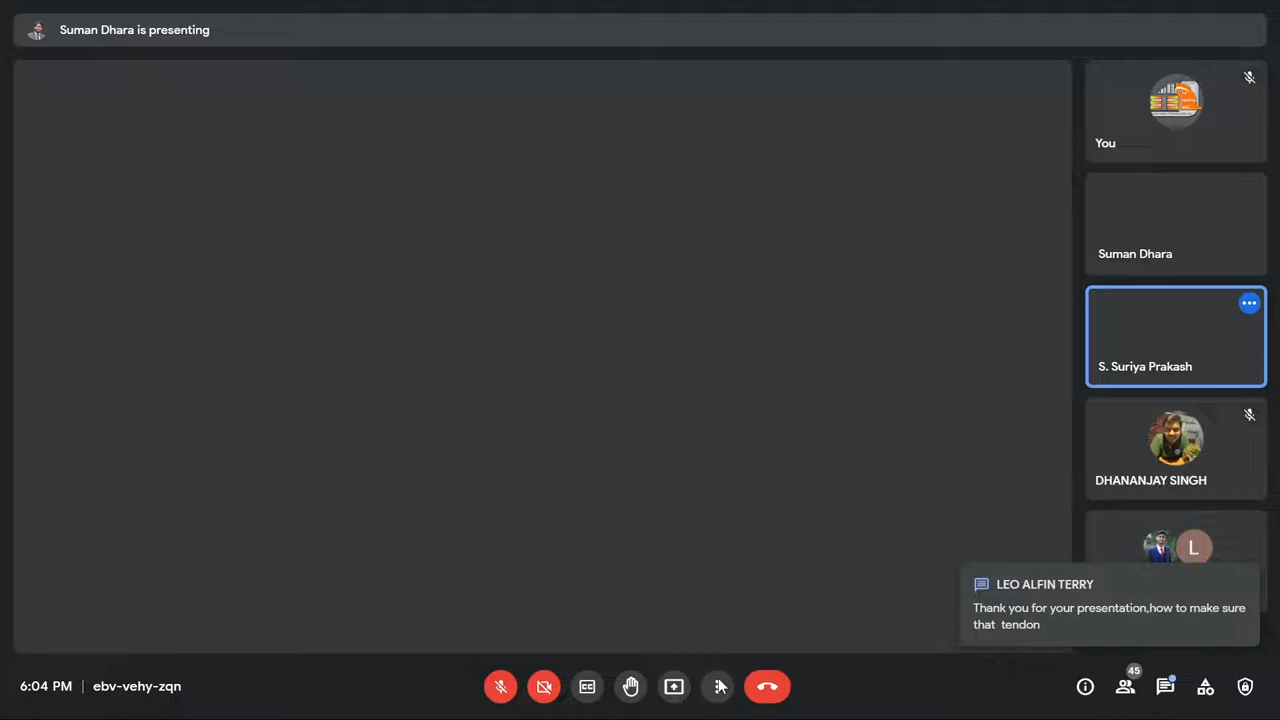 Suman Dhara is presenting
You
Suman Dhara
S. Suriya Prakash
DHANANJAY SINGH
L
LEO ALFIN TERRY
Thank you for your presentation,how to make sure
that tendon
6:04 PM | ebv-vehy-zqn
CC
45